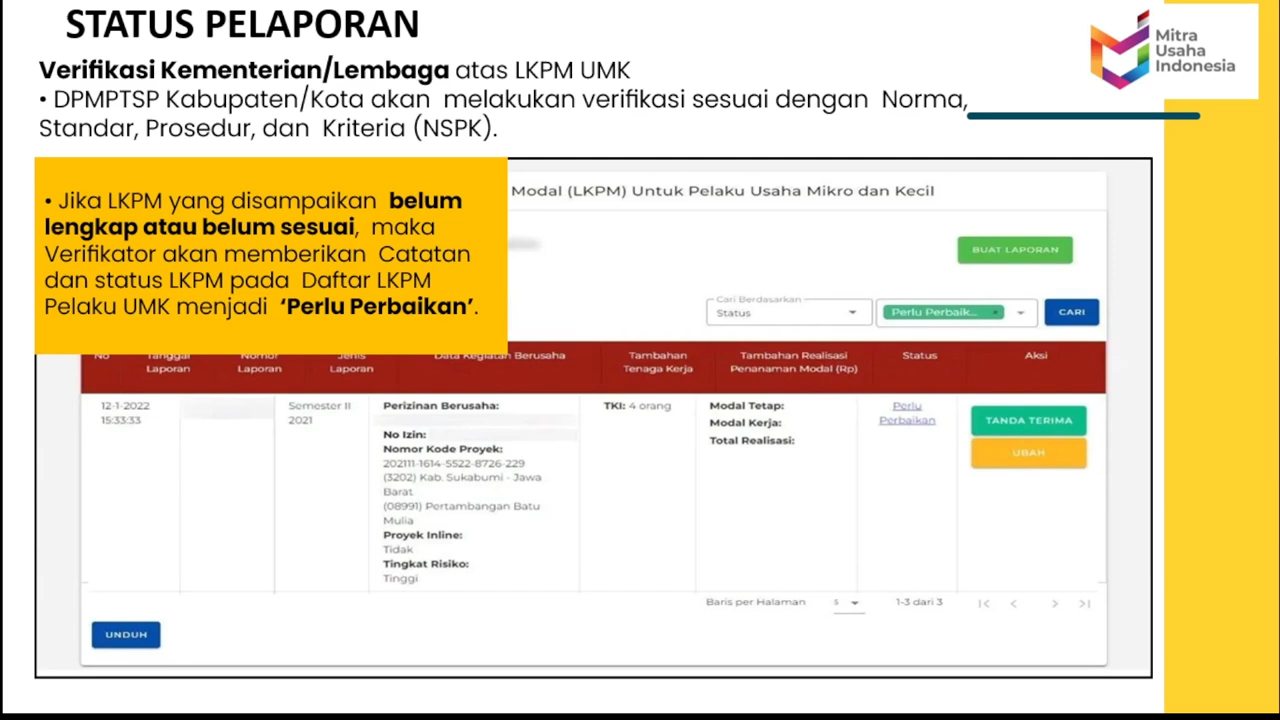 STATUS PELAPORAN
Mitra
Usaha
Indonesia
Verifikasi Kementerian/Lembaga atas LKPM UMK
• DPMPTSP Kabupaten/Kota akan melakukan verifikasi sesuai dengan Norma,
Standar, Prosedur, dan Kriteria (NSPK).
• Jika LKPM yang disampaikan belum
lengkap atau belum sesuai, maka
Verifikator akan memberikan Catatan
dan status LKPM pada Daftar LKPM
Pelaku UMK menjadi ‘Perlu Perbaikan’.
Modal (LKPM) Untuk Pelaku Usaha Mikro dan Kecil
BUAT LAPORAN
Cari Berdasarkan
Status
Perlu Perbaik... ×
CARI
No
Tanggal
Laporan
Nomor
Laporan
Jenis
Laporan
Data Kegiatan Berusaha
Tambahan
Tenaga Kerja
Tambahan Realisasi
Penanaman Modal (Rp)
Status
Aksi
12-1-2022
15:33:33
Semester II
2021
Perizinan Berusaha:
No Izin:
Nomor Kode Proyek:
202111-1614-5522-8726-229
(3202) Kab. Sukabumi - Jawa
Barat
(08991) Pertambangan Batu
Mulia
Proyek Inline:
Tidak
Tingkat Risiko:
Tinggi
TKI: 4 orang
Modal Tetap:
Modal Kerja:
Total Realisasi:
Perlu
Perbaikan
TANDA TERIMA
UBAH
Baris per Halaman
5
1-3 dari 3
UNDUH